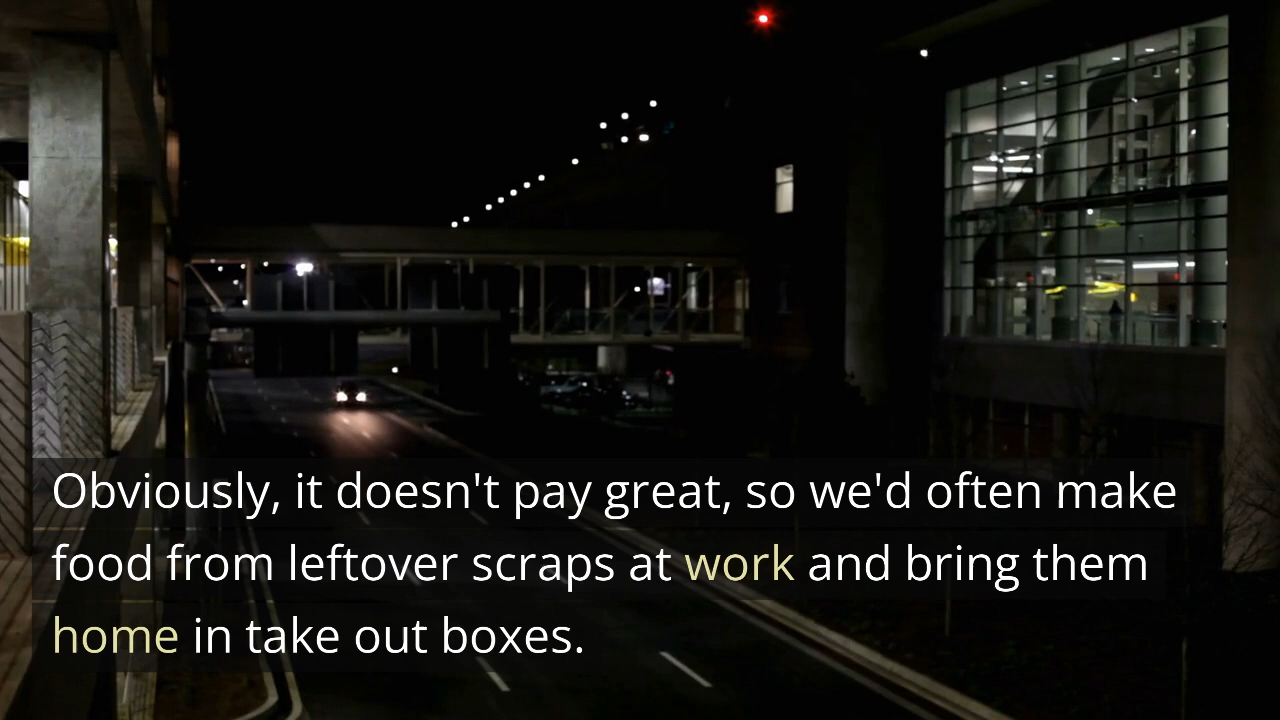 Obviously, it doesn't pay great, so we'd often make
food from leftover scraps at work and bring them
home in take out boxes.